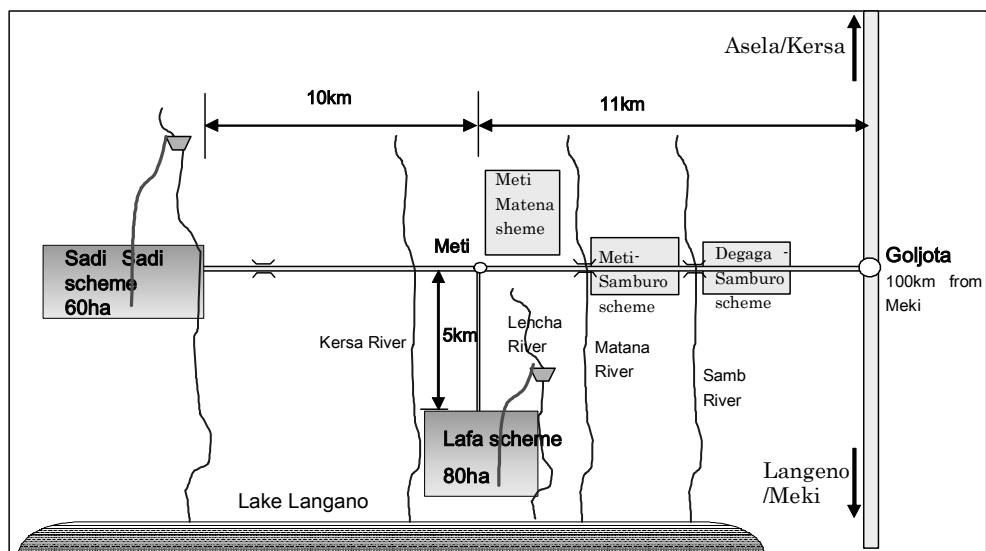 Asela/Kersa
10km
11km
Meti
Matena
sheme
Sadi Sadi
scheme
60ha
Meti
Meti-
Samburo
scheme
Degaga -
Samburo
scheme
Goljota
100km from
Meki
Kersa River
5km
Lencha
River
Matana
River
Samb
River
Lafa scheme
80ha
Langeno
/Meki
Lake Langano